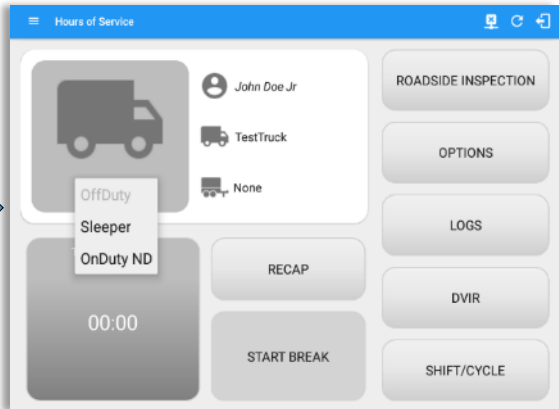 Hours of Service
John Doe Jr
TestTruck
None
OffDuty
Sleeper
OnDuty ND
00:00
RECAP
START BREAK
ROADSIDE INSPECTION
OPTIONS
LOGS
DVIR
SHIFT/CYCLE